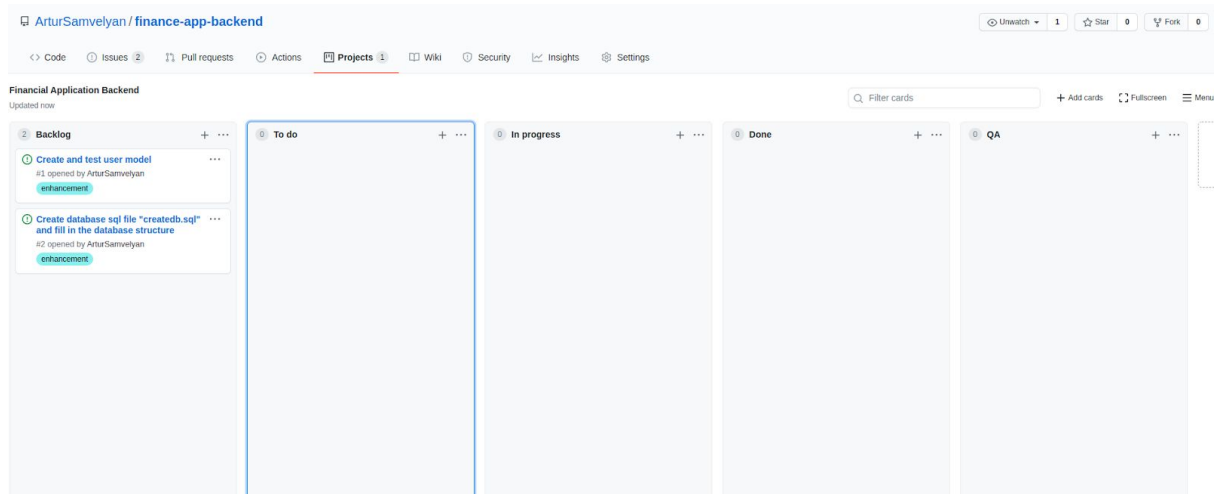 ArturSamvelyan / finance-app-backend
Unwatch 1 Star 0 Fork 0
Code Issues 2 Pull requests Actions Projects 1 Wiki Security Insights Settings
Financial Application Backend
Updated now
Filter cards
Add cards Fullscreen Menu
2 Backlog
Create and test user model
#1 opened by ArturSamvelyan
enhancement
Create database sql file "createdb.sql"
and fill in the database structure
#2 opened by ArturSamvelyan
enhancement
0 To do
0 In progress
0 Done
0 QA